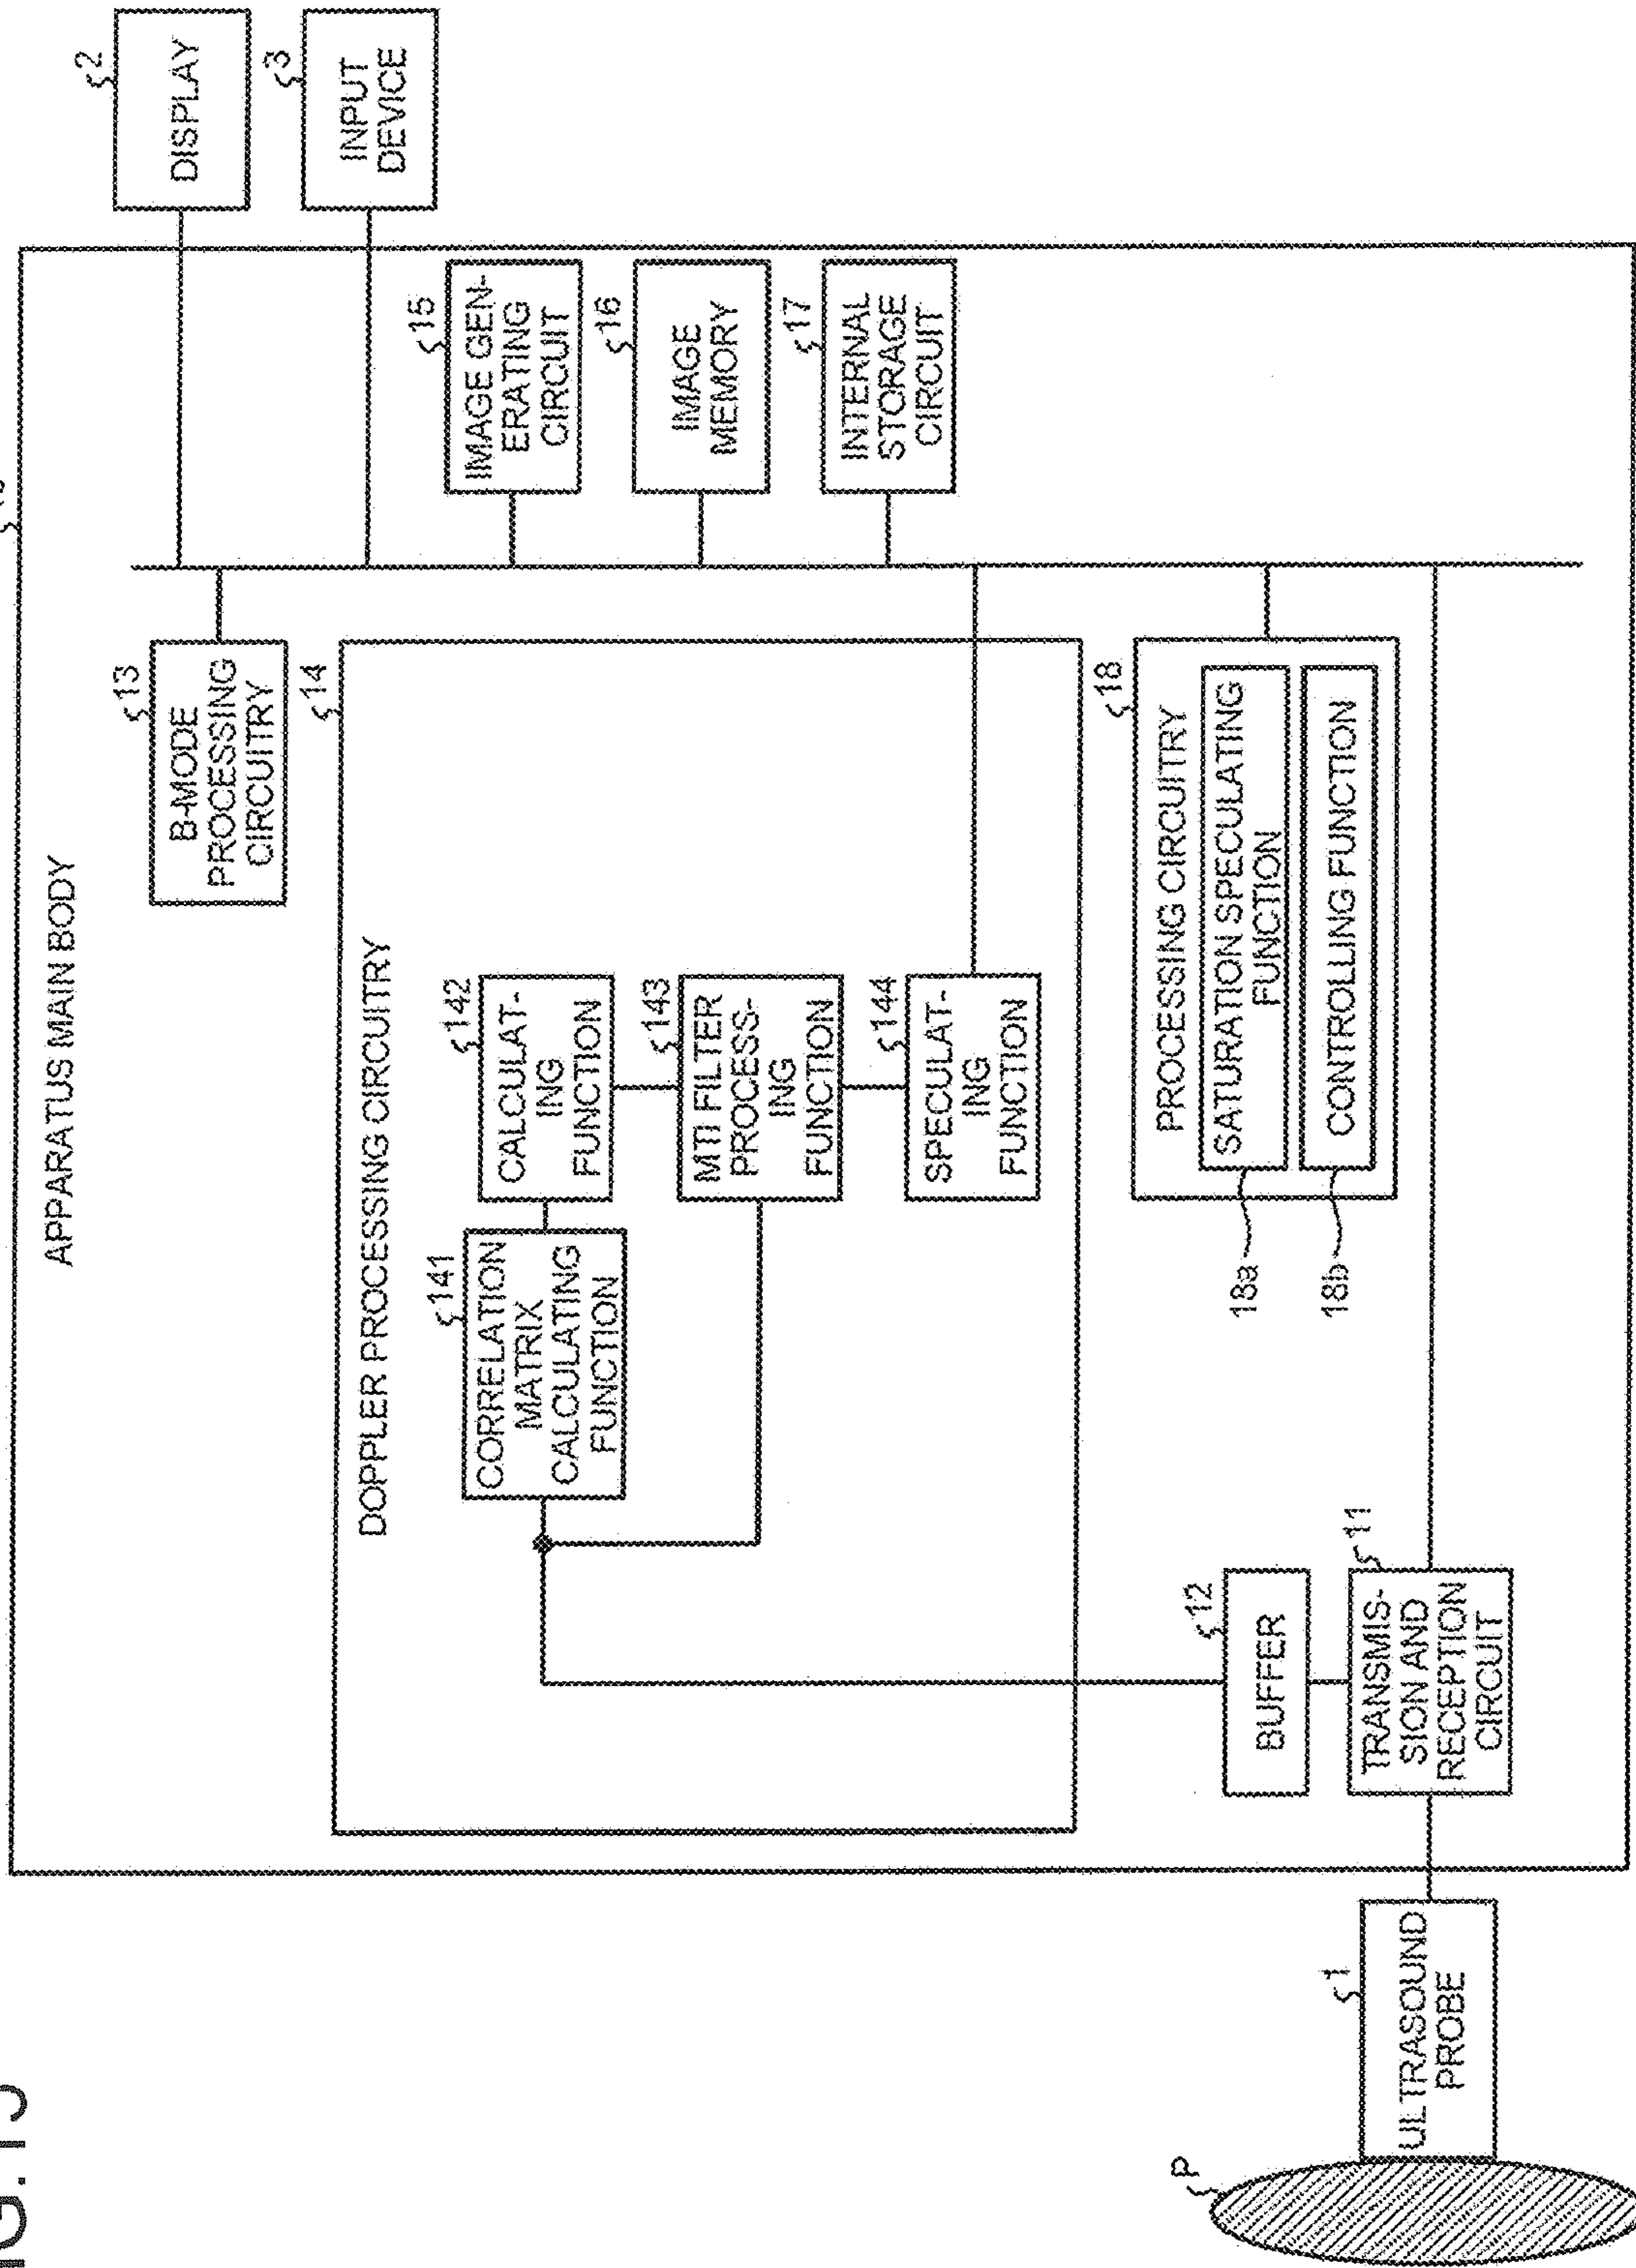 APPARATUS MAIN BODY
2
DISPLAY
3
INPUT
DEVICE
13
B-MODE
PROCESSING
CIRCUITRY
15
IMAGE GEN-
ERATING
CIRCUIT
16
IMAGE
MEMORY
17
INTERNAL
STORAGE
CIRCUIT
14
DOPPLER PROCESSING CIRCUITRY
141
CORRELATION
MATRIX
CALCULATING
FUNCTION
142
CALCULAT-
ING
FUNCTION
143
MTI FILTER
PROCESS-
ING
FUNCTION
144
SPECULAT-
ING
FUNCTION
18
PROCESSING CIRCUITRY
SATURATION SPECULATING
FUNCTION
18a
CONTROLLING FUNCTION
18b
12
BUFFER
11
TRANSMIS-
SION AND
RECEPTION
CIRCUIT
1
ULTRASOUND
PROBE
P